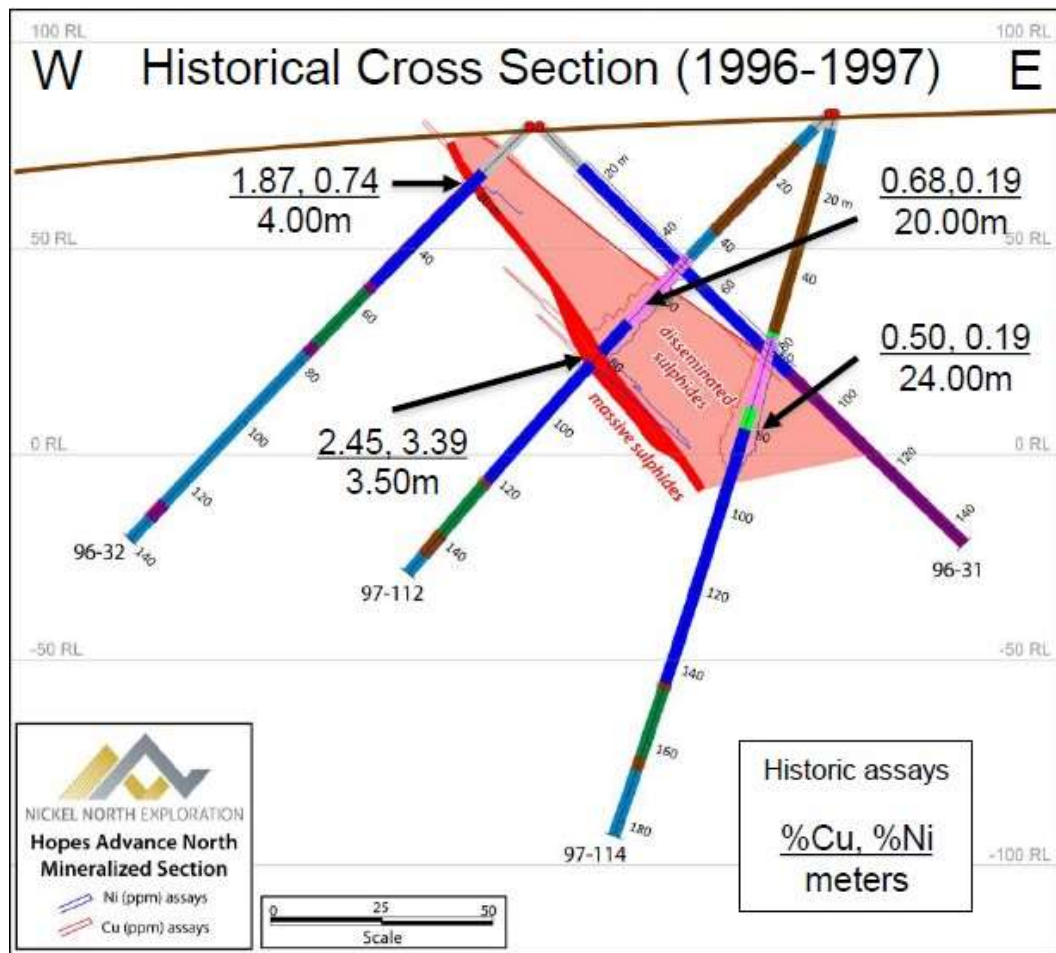 100 RL
100 RL
W
Historical Cross Section (1996-1997)
E
1.87, 0.74
4.00m
0.68,0.19
20.00m
50 RL
50 RL
0.50, 0.19
24.00m
2.45, 3.39
3.50m
disseminated
sulphides
massive sulphides
0 RL
0 RL
40
60
80
100
120
140
96-32
80
100
120
140
97-112
20
40
20 m
40
60
100
120
140
96-31
20 m
40
60
80
100
120
140
160
180
97-114
-50 RL
-50 RL
-100 RL
NICKEL NORTH EXPLORATION
Hopes Advance North
Mineralized Section
Ni (ppm) assays
Cu (ppm) assays
0 25 50
Scale
Historic assays
%Cu, %Ni
meters